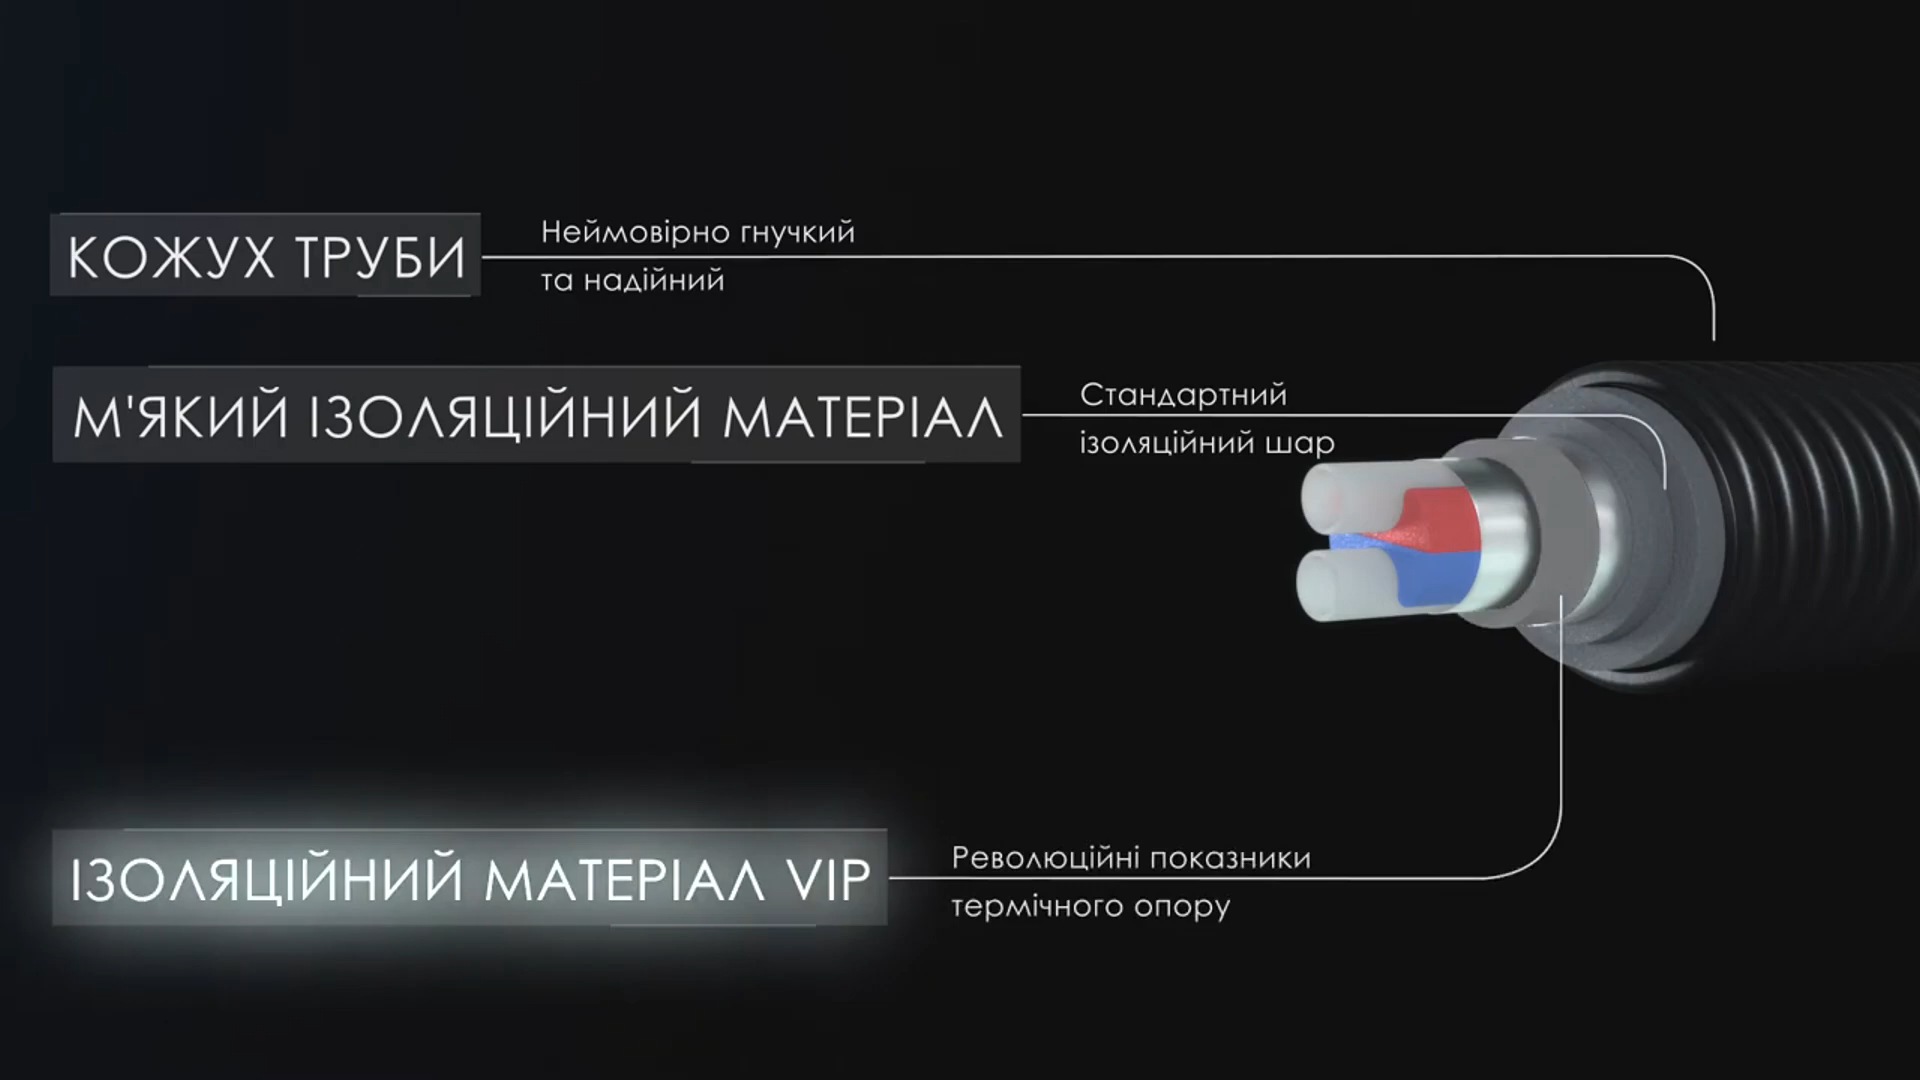 КОЖУХ ТРУБИ
Неймовірно гнучкий
та надійний
М'ЯКИЙ ІЗОЛЯЦІЙНИЙ МАТЕРІАЛ
Стандартний
ізоляційний шар
ІЗОЛЯЦІЙНИЙ МАТЕРІАЛ VIP
Революційні показники
термічного опору